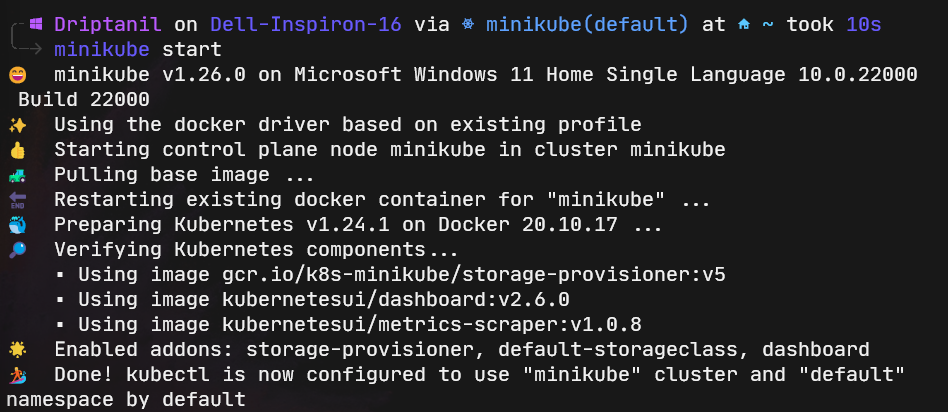 Driptanil on Dell-Inspiron-16 via ☸ minikube(default) at ~ took 10s
minikube start
😄 minikube v1.26.0 on Microsoft Windows 11 Home Single Language 10.0.22000
Build 22000
✨ Using the docker driver based on existing profile
👍 Starting control plane node minikube in cluster minikube
🚜 Pulling base image ...
🔚 Restarting existing docker container for "minikube" ...
🐳 Preparing Kubernetes v1.24.1 on Docker 20.10.17 ...
🔎 Verifying Kubernetes components...
▪ Using image gcr.io/k8s-minikube/storage-provisioner:v5
▪ Using image kubernetesui/dashboard:v2.6.0
▪ Using image kubernetesui/metrics-scraper:v1.0.8
🌟 Enabled addons: storage-provisioner, default-storageclass, dashboard
🏄 Done! kubectl is now configured to use "minikube" cluster and "default"
namespace by default